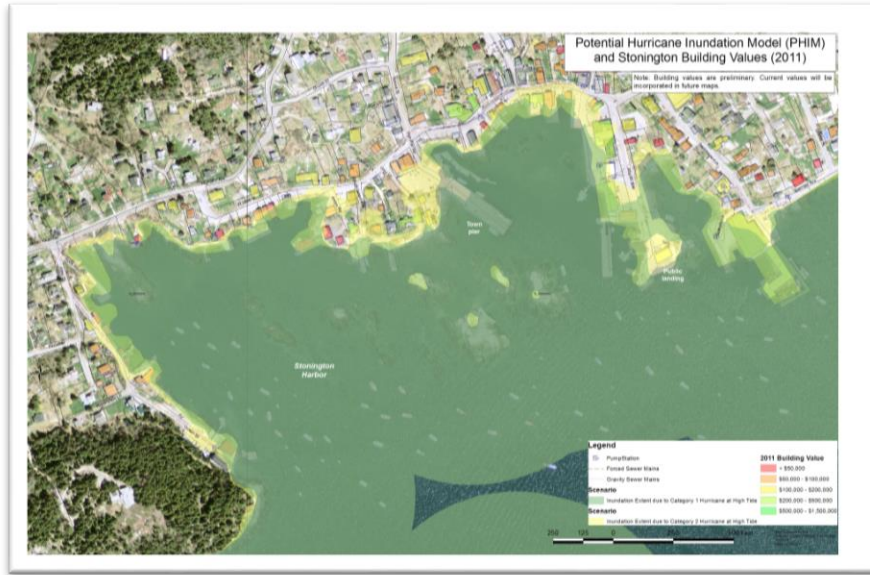 Potential Hurricane Inundation Model (PHIM)
and Stonington Building Values (2011)
Note: Building values are preliminary. Current values will be
incorporated in future maps.
Town
pier
Public
landing
Stonington
Harbor
Legend
PumpStation
Forced Sewer Mains
Gravity Sewer Mains
Scenario
Inundation Extent due to Category 1 Hurricane at High Tide
Scenario
Inundation Extent due to Category 2 Hurricane at High Tide
2011 Building Value
< $50,000
$50,000 - $100,000
$100,000 - $200,000
$200,000 - $500,000
$500,000 - $1,500,000
250 125 0 250